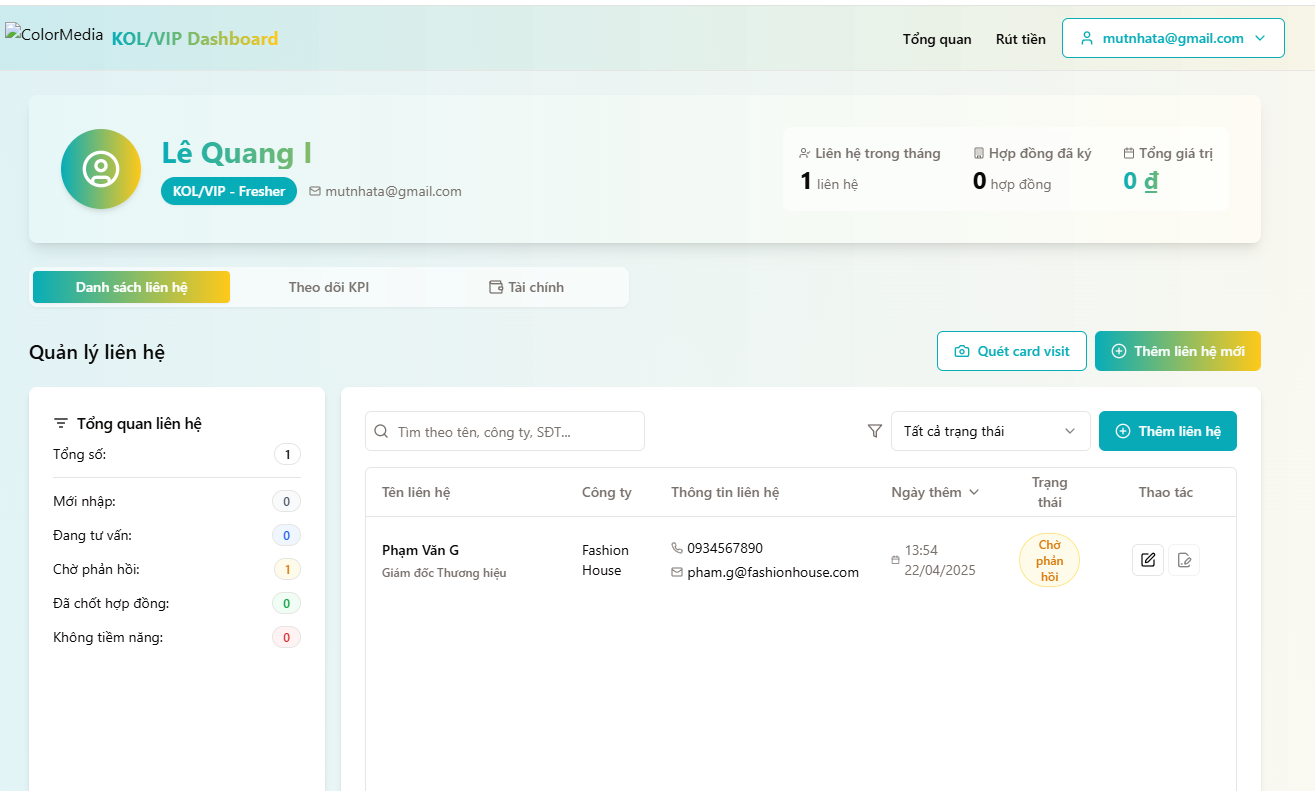 ColorMedia KOL/VIP Dashboard
Tổng quan
Rút tiền
mutnhata@gmail.com
Lê Quang I
KOL/VIP - Fresher
mutnhata@gmail.com
Liên hệ trong tháng
1 liên hệ
Hợp đồng đã ký
0 hợp đồng
Tổng giá trị
0 ₫
Danh sách liên hệ
Theo dõi KPI
Tài chính
Quản lý liên hệ
Quét card visit
Thêm liên hệ mới
Tổng quan liên hệ
Tổng số: 1
Mới nhập: 0
Đang tư vấn: 0
Chờ phản hồi: 1
Đã chốt hợp đồng: 0
Không tiềm năng: 0
Tìm theo tên, công ty, SĐT...
Tất cả trạng thái
Thêm liên hệ
Tên liên hệ
Công ty
Thông tin liên hệ
Ngày thêm
Trạng
thái
Thao tác
Phạm Văn G
Giám đốc Thương hiệu
Fashion
House
0934567890
pham.g@fashionhouse.com
13:54
22/04/2025
Chờ
phản
hồi